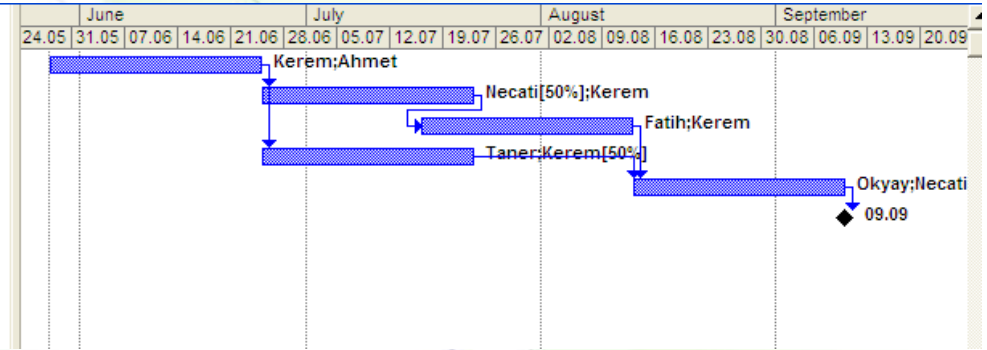 June July August September
24.05 31.05 07.06 14.06 21.06 28.06 05.07 12.07 19.07 26.07 02.08 09.08 16.08 23.08 30.08 06.09 13.09 20.09
Kerem;Ahmet
Necati[50%];Kerem
Fatih;Kerem
Taner;Kerem[50%]
Okyay;Necati
09.09